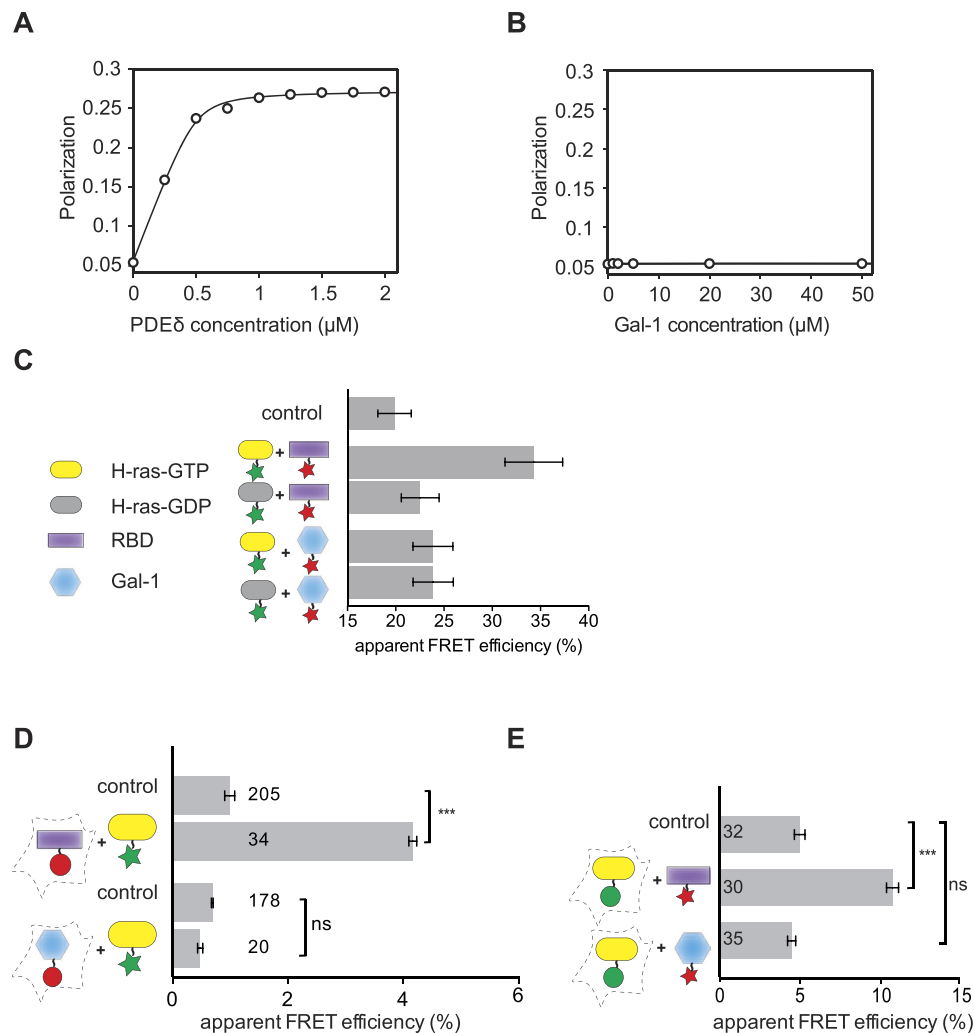 A
B
0.3
0.25
0.2
0.15
0.1
0.05
Polarization
0 0.5 1 1.5 2
PDEδ concentration (μM)
0.3
0.25
0.2
0.15
0.1
0.05
Polarization
0 10 20 30 40 50
Gal-1 concentration (μM)
C
H-ras-GTP
H-ras-GDP
RBD
Gal-1
control
+
+
+
+
15 20 25 30 35 40
apparent FRET efficiency (%)
D
control
205
+
34
***
control
178
+
20
ns
0 2 4 6
apparent FRET efficiency (%)
E
control
32
+
30
***
+
35
ns
0 5 10 15
apparent FRET efficiency (%)